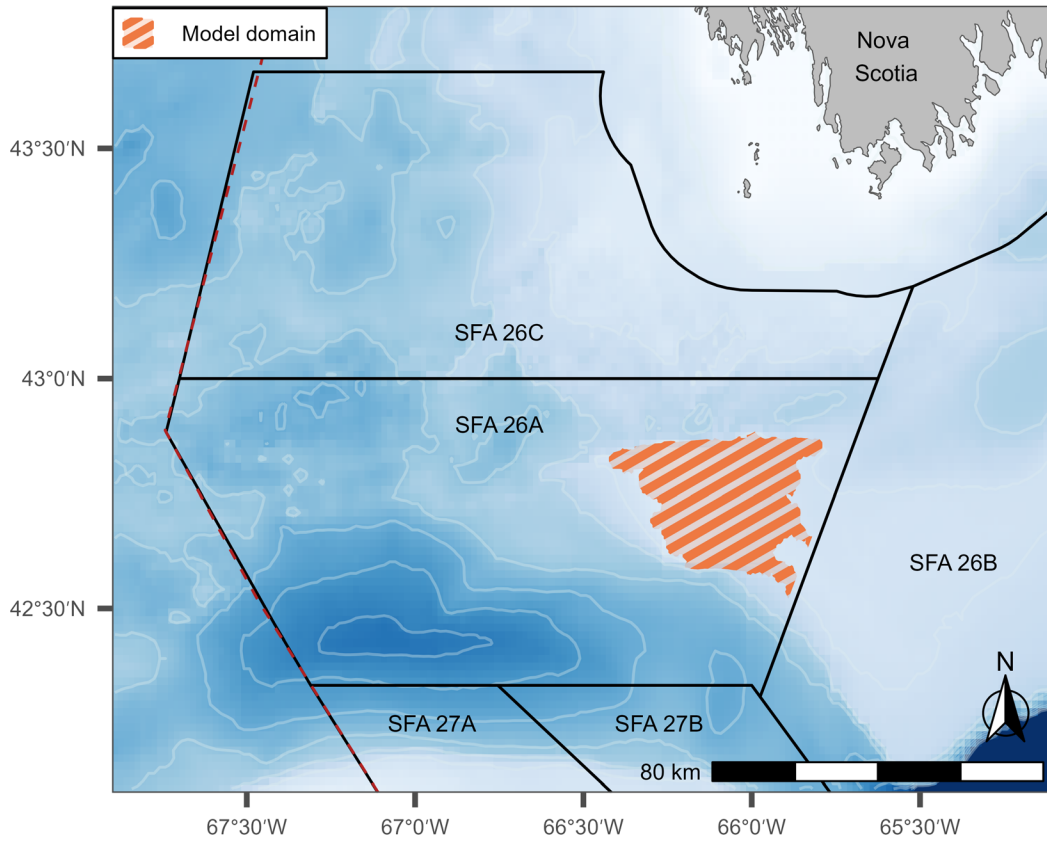 Model domain
Nova
Scotia
43°30′N
SFA 26C
43°0′N
SFA 26A
SFA 26B
42°30′N
N
SFA 27A
SFA 27B
80 km
67°30′W
67°0′W
66°30′W
66°0′W
65°30′W